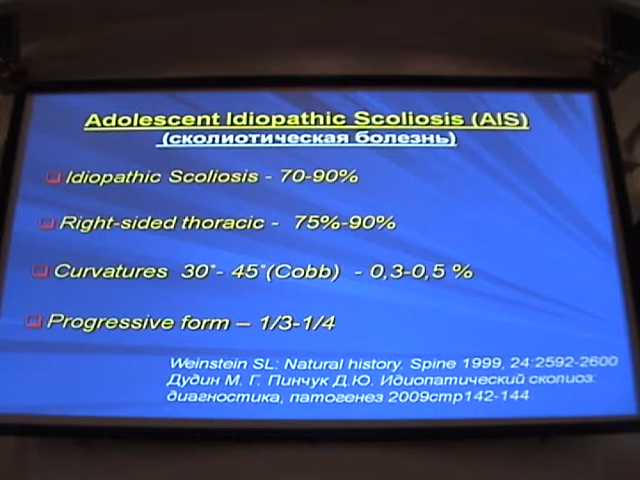 Adolescent Idiopathic Scoliosis (AIS)
(сколиотическая болезнь)
Idiopathic Scoliosis - 70-90%
Right-sided thoracic - 75%-90%
Curvatures 30°- 45°(Cobb) - 0,3-0,5 %
Progressive form – 1/3-1/4
Weinstein SL: Natural history. Spine 1999, 24:2592-2600
Дудин М. Г. Пинчук Д.Ю. Идиопатический сколиоз:
диагностика, патогенез 2009стр142-144